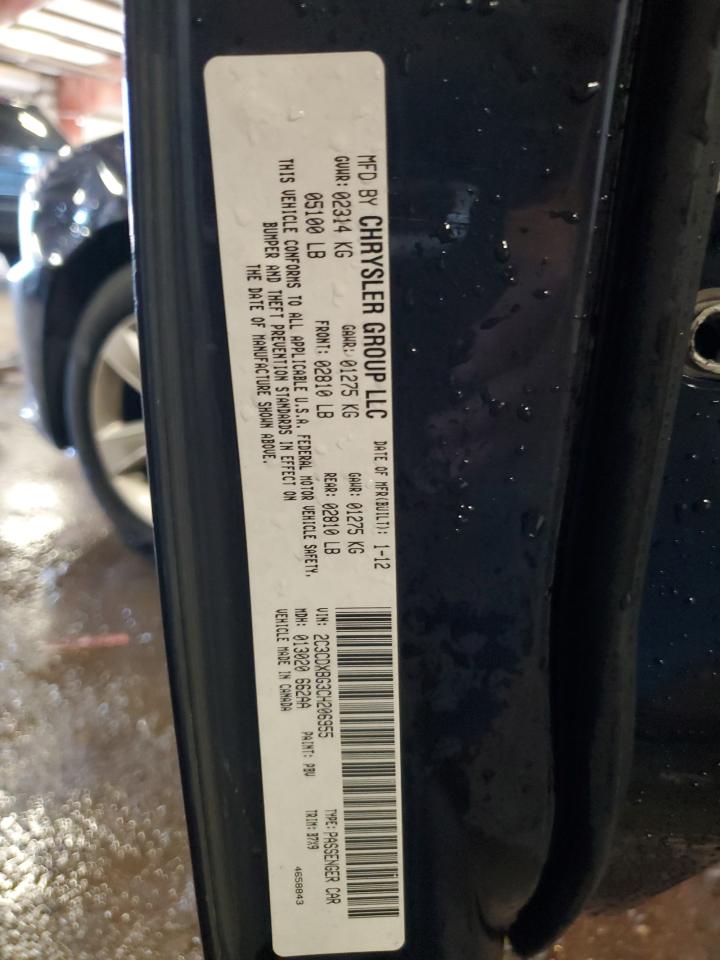 MFD BY CHRYSLER GROUP LLC DATE OF MFR(BUILT): 1-12
GVWR: 02314 KG GAWR: 01275 KG GAWR: 01275 KG
05100 LB FRONT: 02810 LB REAR: 02810 LB
THIS VEHICLE CONFORMS TO ALL APPLICABLE U.S.A. FEDERAL MOTOR VEHICLE SAFETY,
BUMPER AND THEFT PREVENTION STANDARDS IN EFFECT ON
THE DATE OF MANUFACTURE SHOWN ABOVE.
VIN: 2C3CDXBG3CH206955 TYPE: PASSENGER CAR
MDH: 013020 662AA PAINT: PBV TRIM: B7X9
VEHICLE MADE IN CANADA 4658843